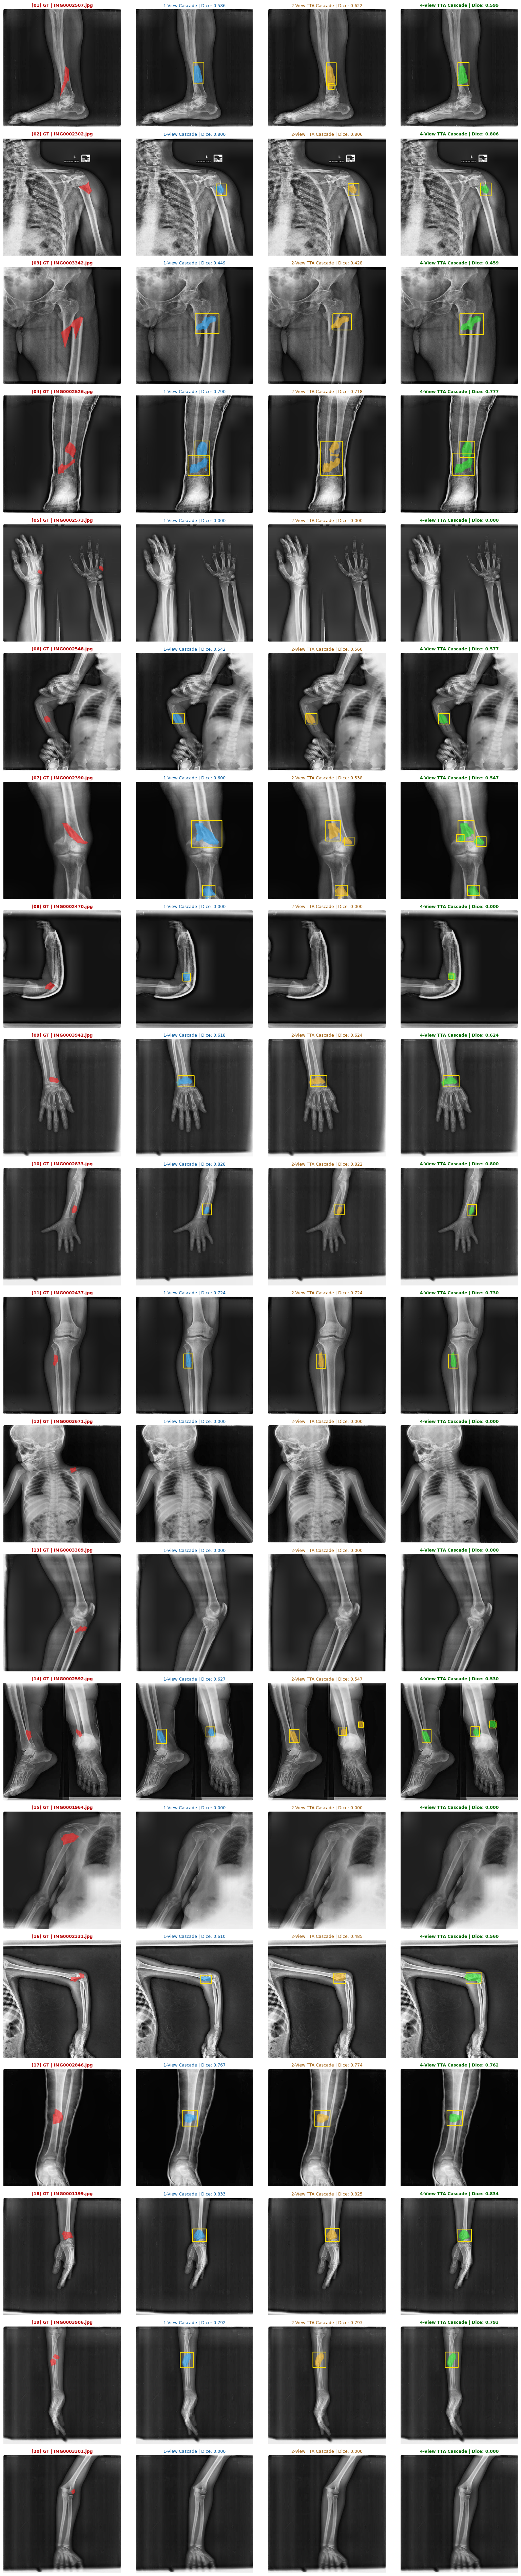 [01] GT | IMG0002507.jpg 1-View Cascade | Dice: 0.586 2-View TTA Cascade | Dice: 0.622 4-View TTA Cascade | Dice: 0.599
[02] GT | IMG0002302.jpg 1-View Cascade | Dice: 0.800 2-View TTA Cascade | Dice: 0.806 4-View TTA Cascade | Dice: 0.806
[03] GT | IMG0003342.jpg 1-View Cascade | Dice: 0.449 2-View TTA Cascade | Dice: 0.428 4-View TTA Cascade | Dice: 0.459
[04] GT | IMG0002526.jpg 1-View Cascade | Dice: 0.790 2-View TTA Cascade | Dice: 0.718 4-View TTA Cascade | Dice: 0.777
[05] GT | IMG0002573.jpg 1-View Cascade | Dice: 0.000 2-View TTA Cascade | Dice: 0.000 4-View TTA Cascade | Dice: 0.000
[06] GT | IMG0002548.jpg 1-View Cascade | Dice: 0.542 2-View TTA Cascade | Dice: 0.560 4-View TTA Cascade | Dice: 0.577
[07] GT | IMG0002390.jpg 1-View Cascade | Dice: 0.600 2-View TTA Cascade | Dice: 0.538 4-View TTA Cascade | Dice: 0.547
[08] GT | IMG0002470.jpg 1-View Cascade | Dice: 0.000 2-View TTA Cascade | Dice: 0.000 4-View TTA Cascade | Dice: 0.000
[09] GT | IMG0003942.jpg 1-View Cascade | Dice: 0.618 2-View TTA Cascade | Dice: 0.624 4-View TTA Cascade | Dice: 0.624
[10] GT | IMG0002833.jpg 1-View Cascade | Dice: 0.828 2-View TTA Cascade | Dice: 0.822 4-View TTA Cascade | Dice: 0.800
[11] GT | IMG0002437.jpg 1-View Cascade | Dice: 0.724 2-View TTA Cascade | Dice: 0.724 4-View TTA Cascade | Dice: 0.730
[12] GT | IMG0003671.jpg 1-View Cascade | Dice: 0.000 2-View TTA Cascade | Dice: 0.000 4-View TTA Cascade | Dice: 0.000
[13] GT | IMG0003309.jpg 1-View Cascade | Dice: 0.000 2-View TTA Cascade | Dice: 0.000 4-View TTA Cascade | Dice: 0.000
[14] GT | IMG0002592.jpg 1-View Cascade | Dice: 0.627 2-View TTA Cascade | Dice: 0.547 4-View TTA Cascade | Dice: 0.530
[15] GT | IMG0001964.jpg 1-View Cascade | Dice: 0.000 2-View TTA Cascade | Dice: 0.000 4-View TTA Cascade | Dice: 0.000
[16] GT | IMG0002331.jpg 1-View Cascade | Dice: 0.610 2-View TTA Cascade | Dice: 0.485 4-View TTA Cascade | Dice: 0.560
[17] GT | IMG0002846.jpg 1-View Cascade | Dice: 0.767 2-View TTA Cascade | Dice: 0.774 4-View TTA Cascade | Dice: 0.762
[18] GT | IMG0001199.jpg 1-View Cascade | Dice: 0.833 2-View TTA Cascade | Dice: 0.825 4-View TTA Cascade | Dice: 0.834
[19] GT | IMG0003906.jpg 1-View Cascade | Dice: 0.792 2-View TTA Cascade | Dice: 0.793 4-View TTA Cascade | Dice: 0.793
[20] GT | IMG0003301.jpg 1-View Cascade | Dice: 0.000 2-View TTA Cascade | Dice: 0.000 4-View TTA Cascade | Dice: 0.000